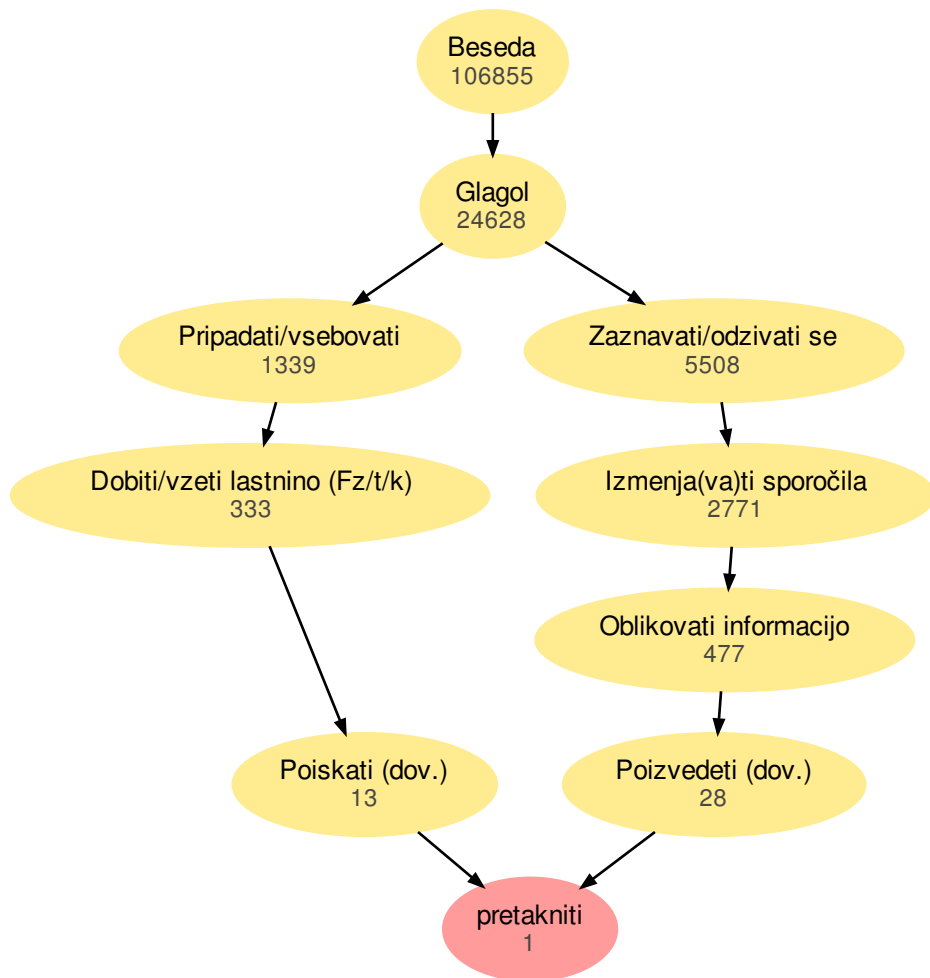 Beseda
106855
Glagol
24628
Pripadati/vsebovati
1339
Zaznavati/odzivati se
5508
Dobiti/vzeti lastnino (Fz/t/k)
333
Izmenja(va)ti sporočila
2771
Oblikovati informacijo
477
Poiskati (dov.)
13
Poizvedeti (dov.)
28
pretakniti
1